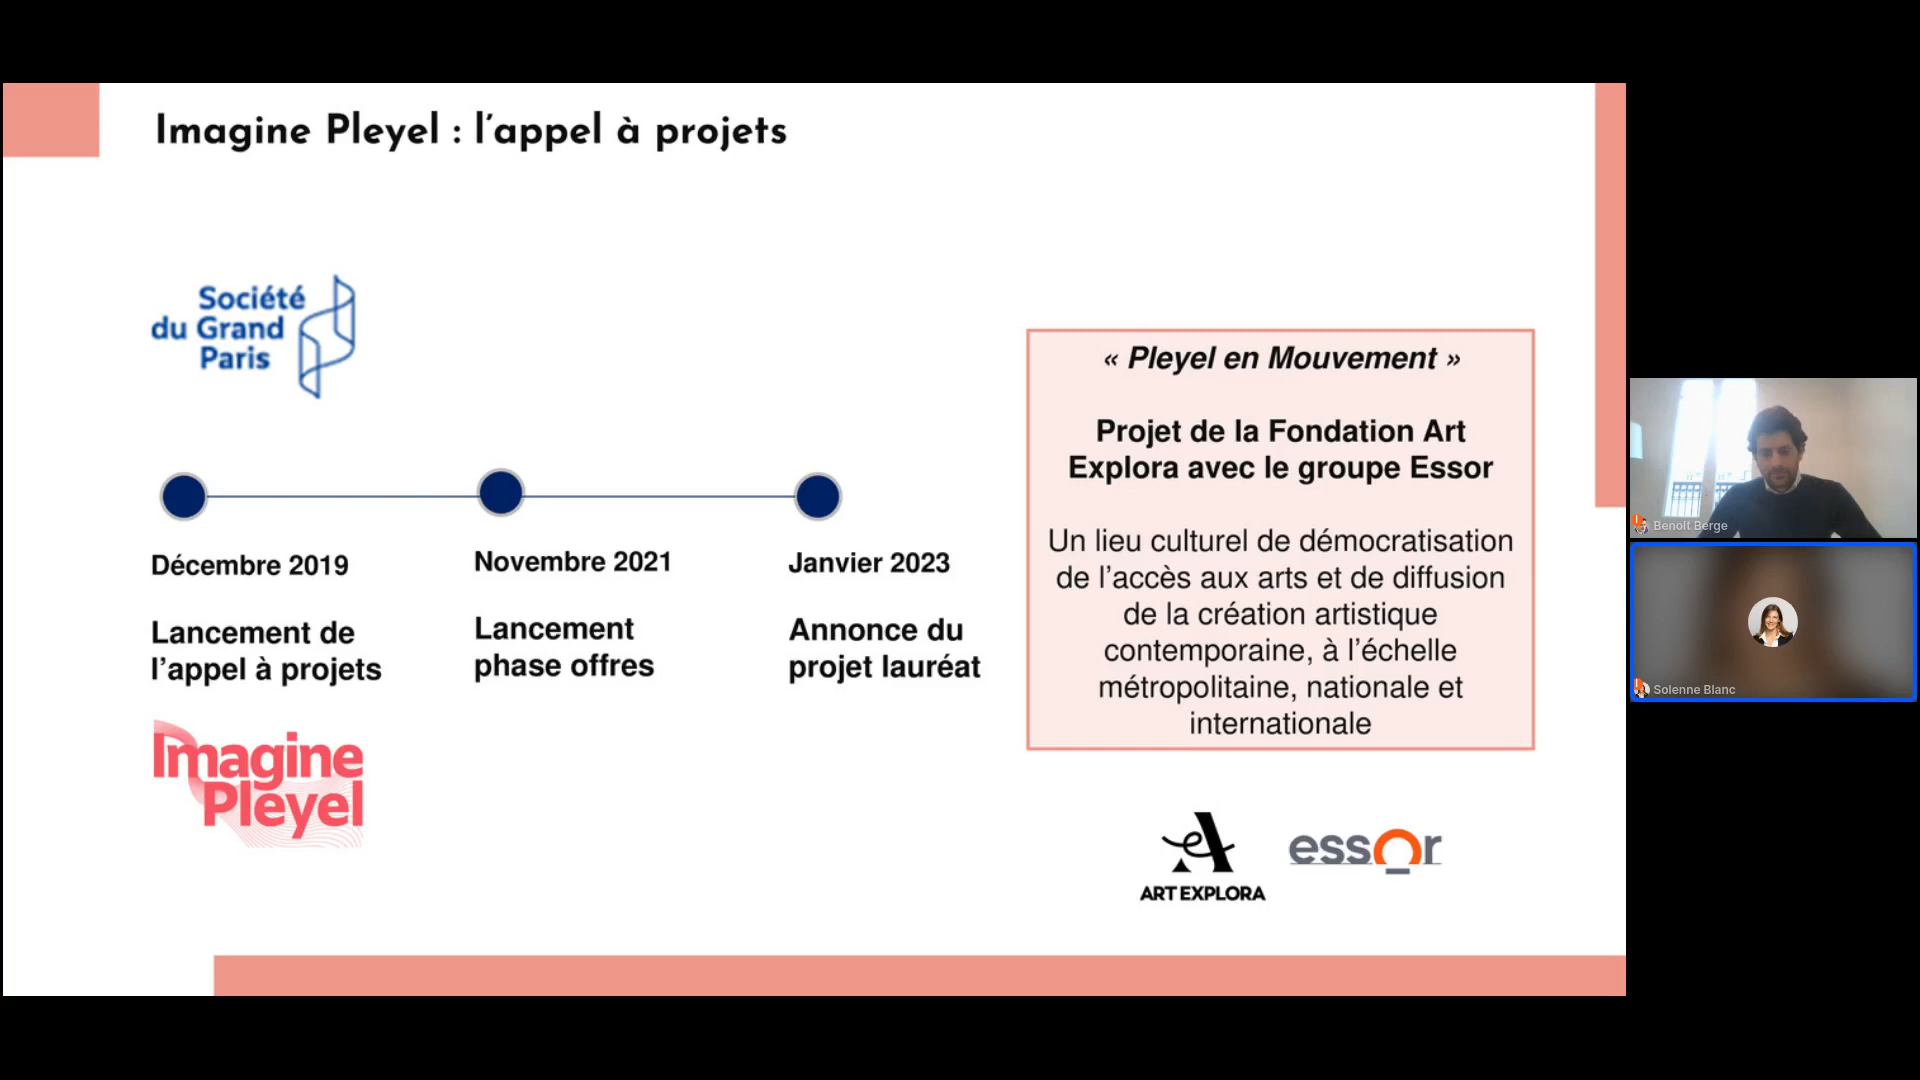 Imagine Pleyel : l’appel à projets
Société
du Grand
Paris
Décembre 2019
Lancement de
l’appel à projets
Imagine
Pleyel
Novembre 2021
Lancement
phase offres
Janvier 2023
Annonce du
projet lauréat
« Pleyel en Mouvement »
Projet de la Fondation Art
Explora avec le groupe Essor
Un lieu culturel de démocratisation
de l’accès aux arts et de diffusion
de la création artistique
contemporaine, à l’échelle
métropolitaine, nationale et
internationale
ART EXPLORA
essor
Benoit Berge
Solenne Blanc